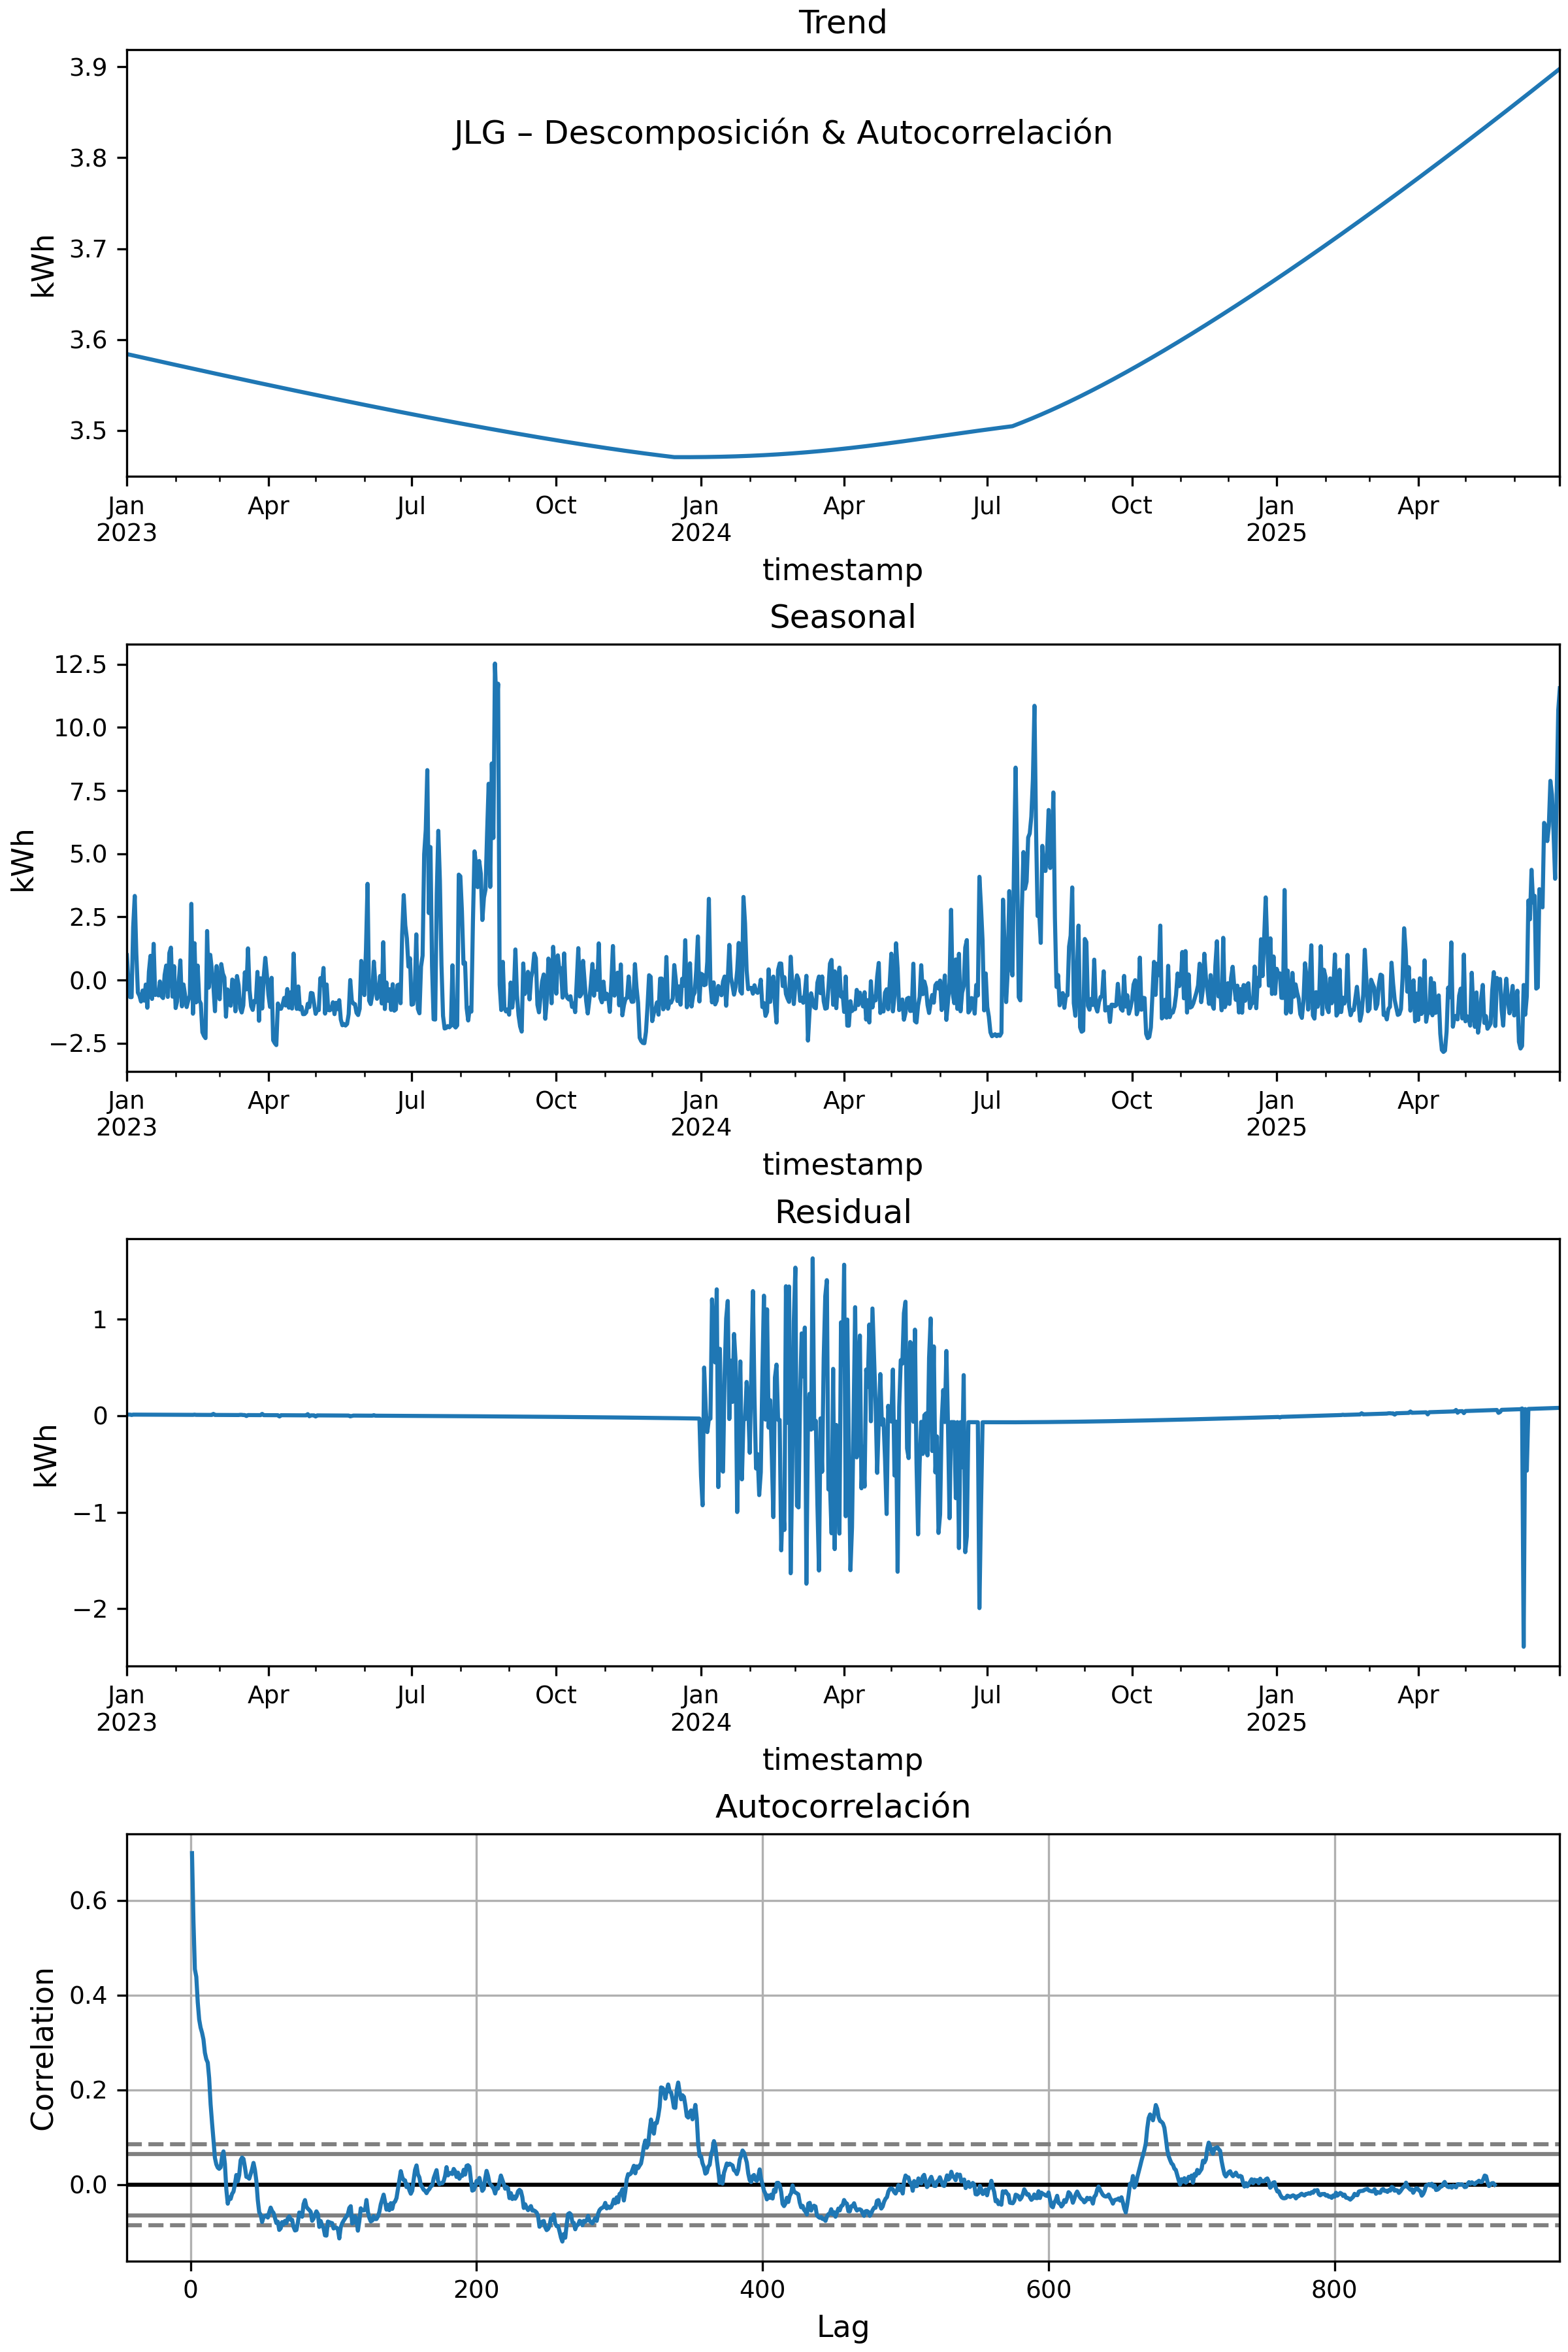 Trend
3.9
JLG – Descomposición & Autocorrelación
3.8
3.7
kWh
3.6
3.5
Jan Apr Jul Oct Jan Apr Jul Oct Jan Apr
2023 2024 2025
timestamp
Seasonal
12.5
10.0
7.5
kWh
5.0
2.5
0.0
−2.5
Jan Apr Jul Oct Jan Apr Jul Oct Jan Apr
2023 2024 2025
timestamp
Residual
1
0
kWh
−1
−2
Jan Apr Jul Oct Jan Apr Jul Oct Jan Apr
2023 2024 2025
timestamp
Autocorrelación
0.6
0.4
Correlation
0.2
0.0
0 200 400 600 800
Lag